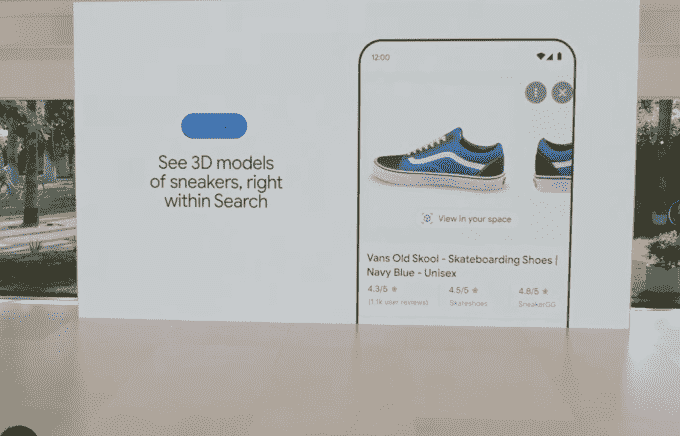 See 3D models
of sneakers, right
within Search
12:00
View in your space
Vans Old Skool - Skateboarding Shoes |
Navy Blue - Unisex
4.3/5 ★ 4.5/5 ★ 4.8/5 ★
(1.1k user reviews) Skateshoes SneakerGG